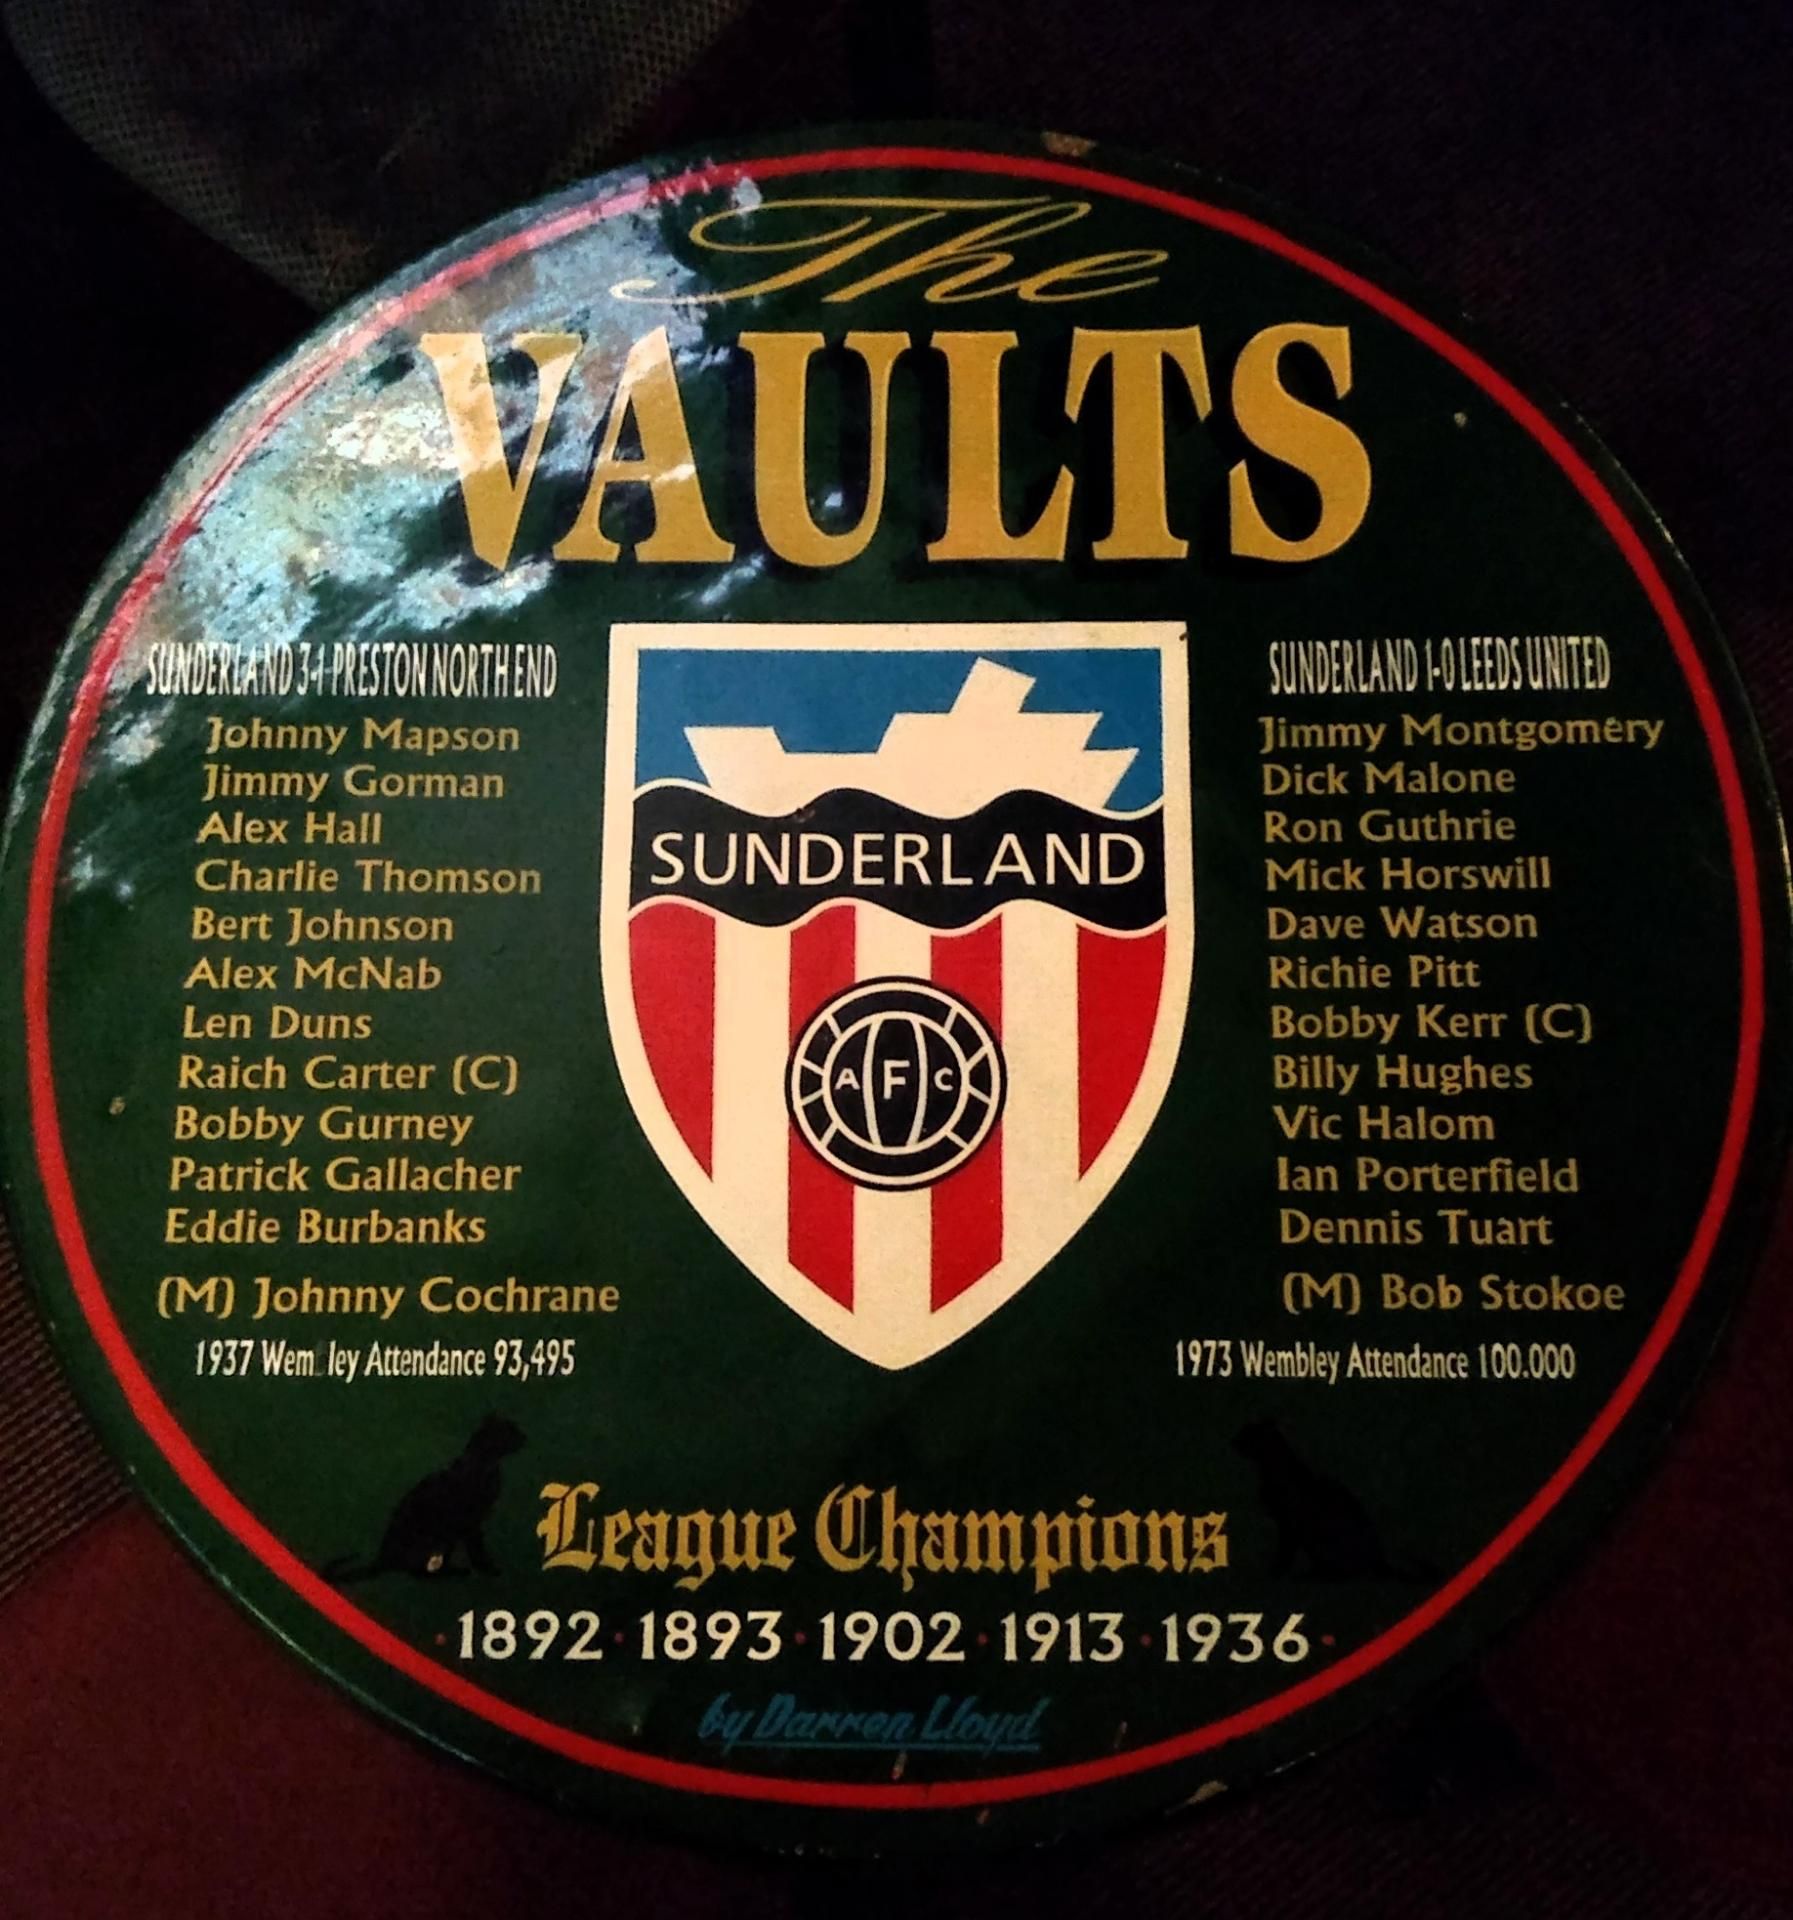 The
VAULTS
SUNDERLAND 3-1 PRESTON NORTH END
Johnny Mapson
Jimmy Gorman
Alex Hall
Charlie Thomson
Bert Johnson
Alex McNab
Len Duns
Raich Carter (C)
Bobby Gurney
Patrick Gallacher
Eddie Burbanks
(M) Johnny Cochrane
1937 Wem ley Attendance 93,495
SUNDERLAND
A F C
SUNDERLAND 1-0 LEEDS UNITED
Jimmy Montgomery
Dick Malone
Ron Guthrie
Mick Horswill
Dave Watson
Richie Pitt
Bobby Kerr (C)
Billy Hughes
Vic Halom
Ian Porterfield
Dennis Tuart
(M) Bob Stokoe
1973 Wembley Attendance 100.000
League Champions
· 1892 · 1893 · 1902 · 1913 · 1936 ·
by Darren Lloyd